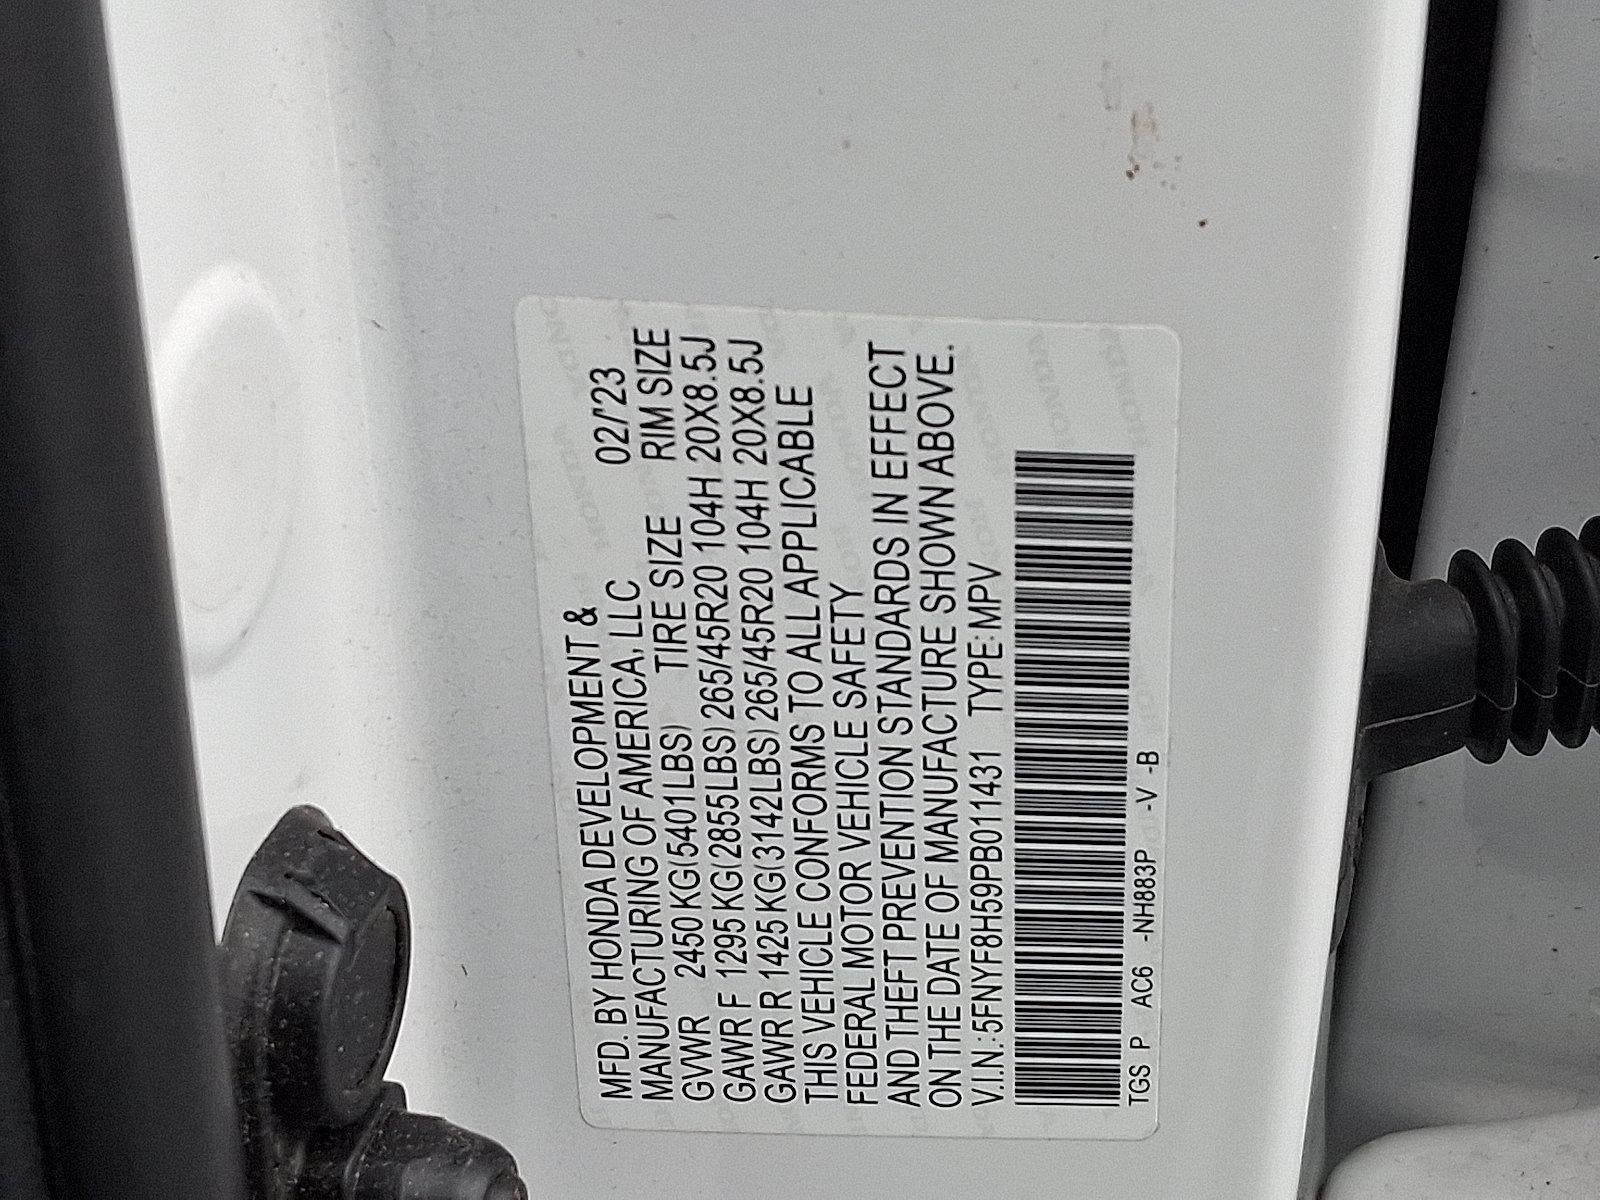 MFD. BY HONDA DEVELOPMENT & 02/'23
MANUFACTURING OF AMERICA, LLC
GVWR 2450 KG(5401LBS) TIRE SIZE RIM SIZE
GAWR F 1295 KG(2855LBS) 265/45R20 104H 20X8.5J
GAWR R 1425 KG(3142LBS) 265/45R20 104H 20X8.5J
THIS VEHICLE CONFORMS TO ALL APPLICABLE
FEDERAL MOTOR VEHICLE SAFETY
AND THEFT PREVENTION STANDARDS IN EFFECT
ON THE DATE OF MANUFACTURE SHOWN ABOVE.
V.I.N.: 5FNYF8H59PB011431 TYPE: MPV
TGS P AC6 -NH883P -V -B